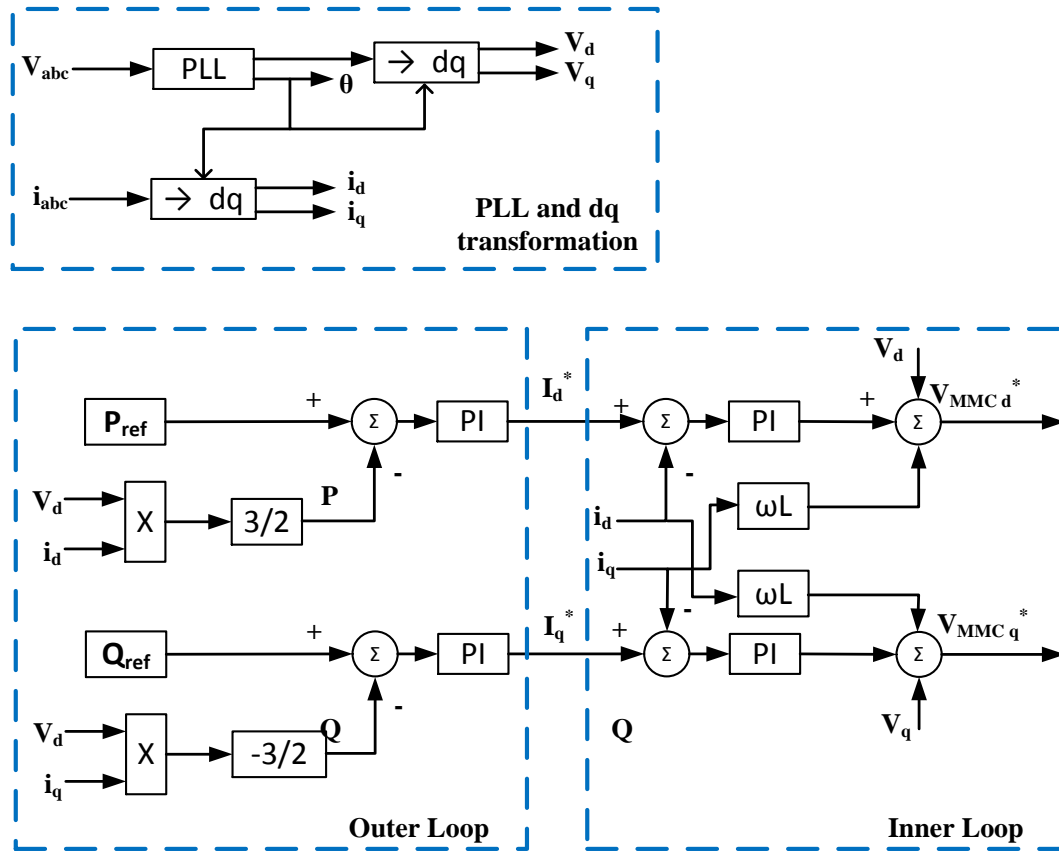 V_abc
PLL
θ
→ dq
V_d
V_q
i_abc
→ dq
i_d
i_q
PLL and dq
transformation
P_ref
+
Σ
-
PI
I_d^*
V_d
i_d
X
3/2
P
Q_ref
+
Σ
-
PI
I_q^*
V_d
i_q
X
-3/2
Q
Outer Loop
+
Σ
-
PI
+
V_d
Σ
V_MMC d^*
i_d
i_q
ωL
ωL
+
Σ
-
PI
Σ
V_MMC q^*
V_q
Q
Inner Loop